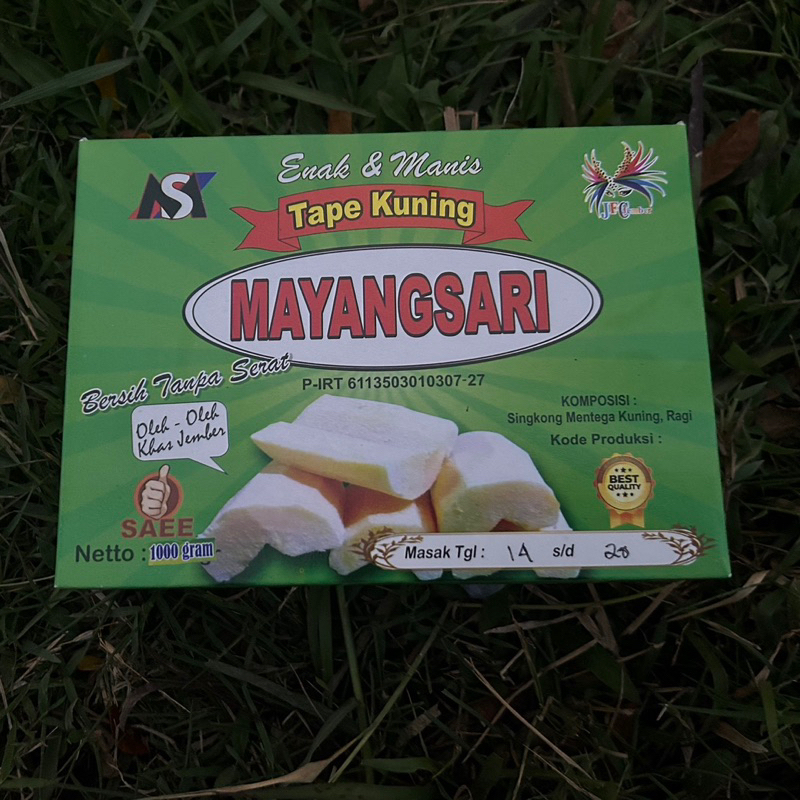 Enak & Manis
Tape Kuning
MAYANGSARI
P-IRT 6113503010307-27
Bersih Tanpa Serat
Oleh - Oleh
Khas Jember
SAEE
Netto : 1000 gram
KOMPOSISI :
Singkong Mentega Kuning, Ragi
Kode Produksi :
BEST
QUALITY
Masak Tgl : 19 s/d 20